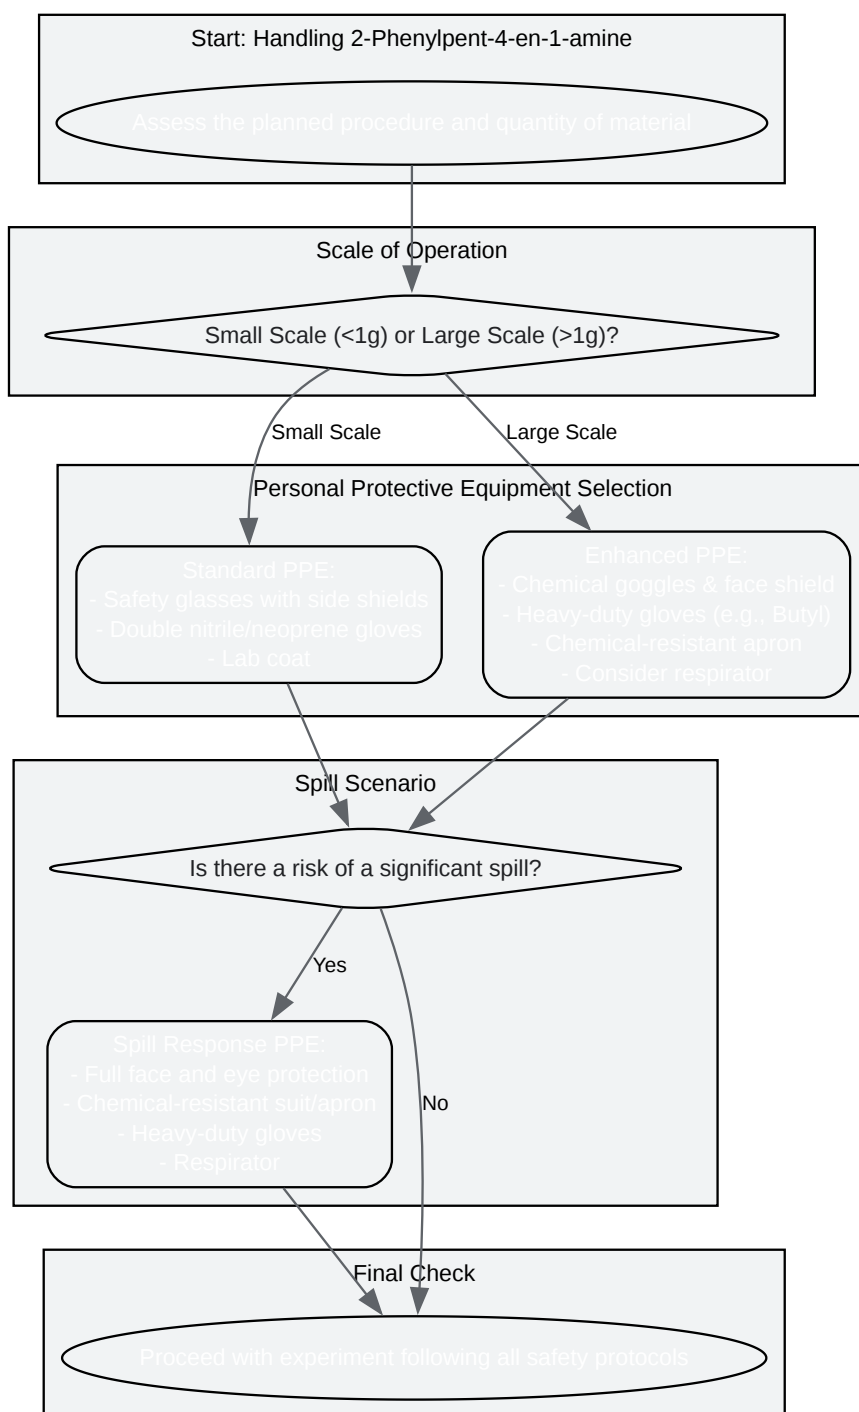 Start: Handling 2-Phenylpent-4-en-1-amine
Assess the planned procedure and quantity of material
Scale of Operation
Small Scale (<1g) or Large Scale (>1g)?
Small Scale
Large Scale
Personal Protective Equipment Selection
Standard PPE:
- Safety glasses with side shields
- Double nitrile/neoprene gloves
- Lab coat
Enhanced PPE:
- Chemical goggles & face shield
- Heavy-duty gloves (e.g., Butyl)
- Chemical-resistant apron
- Consider respirator
Spill Scenario
Is there a risk of a significant spill?
Yes
No
Spill Response PPE:
- Full face and eye protection
- Chemical-resistant suit/apron
- Heavy-duty gloves
- Respirator
Final Check
Proceed with experiment following all safety protocols